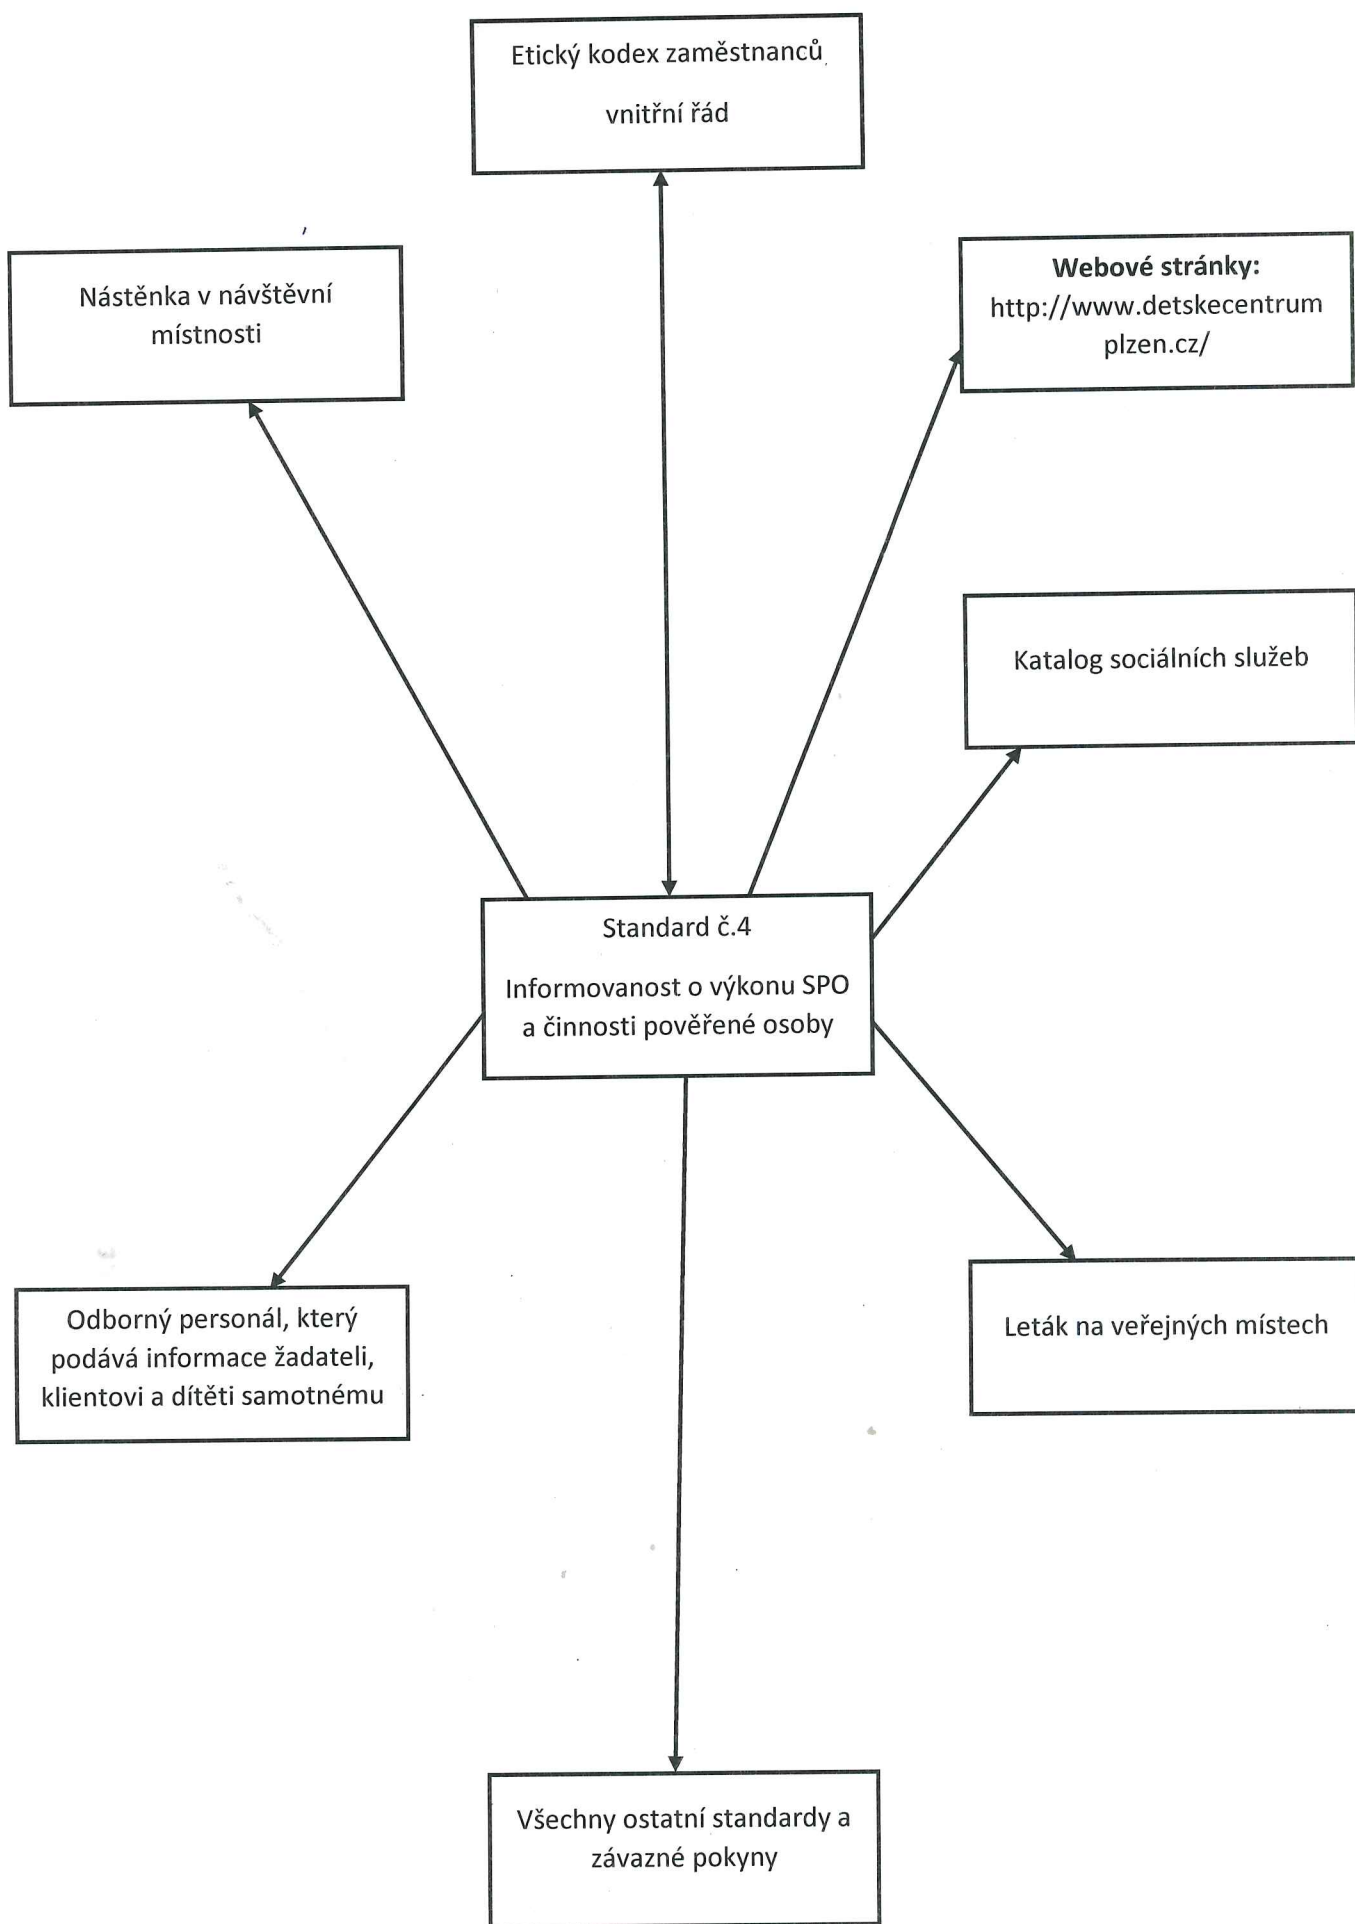 Etický kodex zaměstnanců
vnitřní řád
Nástěnka v návštěvní
místnosti
Webové stránky:
http://www.detskecentrum
plzen.cz/
Katalog sociálních služeb
Standard č.4
Informovanost o výkonu SPO
a činnosti pověřené osoby
Odborný personál, který
podává informace žadateli,
klientovi a dítěti samotnému
Leták na veřejných místech
Všechny ostatní standardy a
závazné pokyny